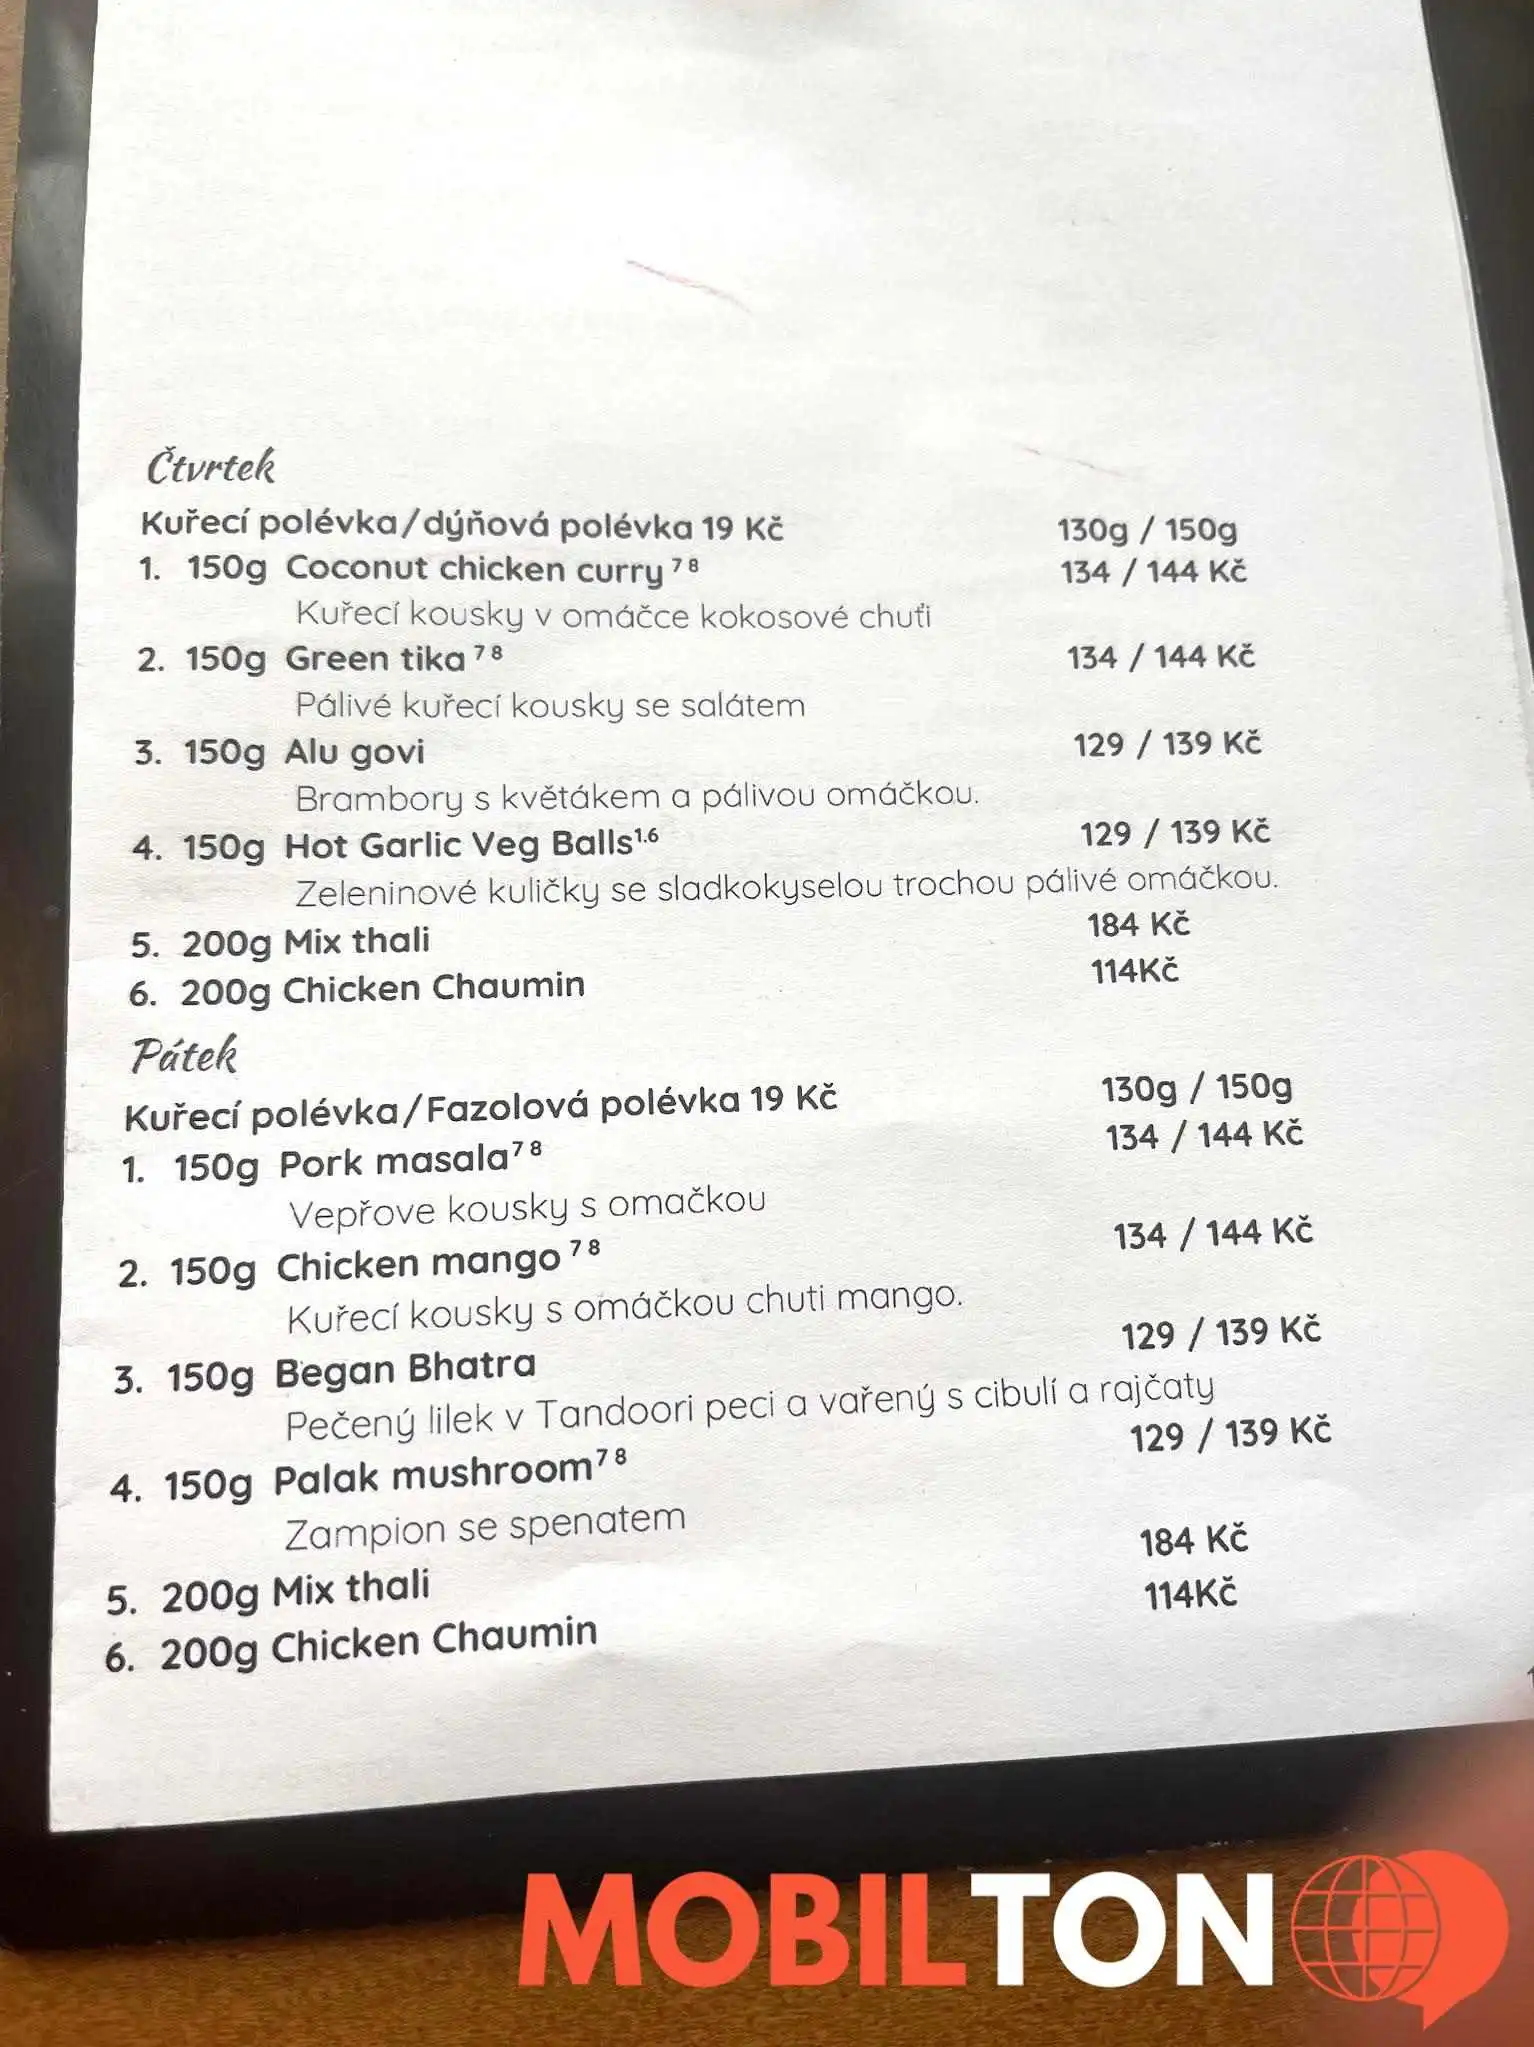 Čtvrtek
Kuřecí polévka/dýňová polévka 19 Kč 130g / 150g
1. 150g Coconut chicken curry 7 8 134 / 144 Kč
Kuřecí kousky v omáčce kokosové chuťi
2. 150g Green tika 7 8 134 / 144 Kč
Pálivé kuřecí kousky se salátem
3. 150g Alu govi 129 / 139 Kč
Brambory s květákem a pálivou omáčkou.
4. 150g Hot Garlic Veg Balls1.6 129 / 139 Kč
Zeleninové kuličky se sladkokyselou trochou pálivé omáčkou.
5. 200g Mix thali 184 Kč
6. 200g Chicken Chaumin 114Kč
Pátek
Kuřecí polévka/Fazolová polévka 19 Kč 130g / 150g
1. 150g Pork masala7 8 134 / 144 Kč
Vepřove kousky s omačkou
2. 150g Chicken mango 7 8 134 / 144 Kč
Kuřecí kousky s omáčkou chuti mango.
3. 150g Began Bhatra 129 / 139 Kč
Pečený lilek v Tandoori peci a vařený s cibulí a rajčaty
4. 150g Palak mushroom7 8 129 / 139 Kč
Zampion se spenatem
5. 200g Mix thali 184 Kč
6. 200g Chicken Chaumin 114Kč
MOBILTON